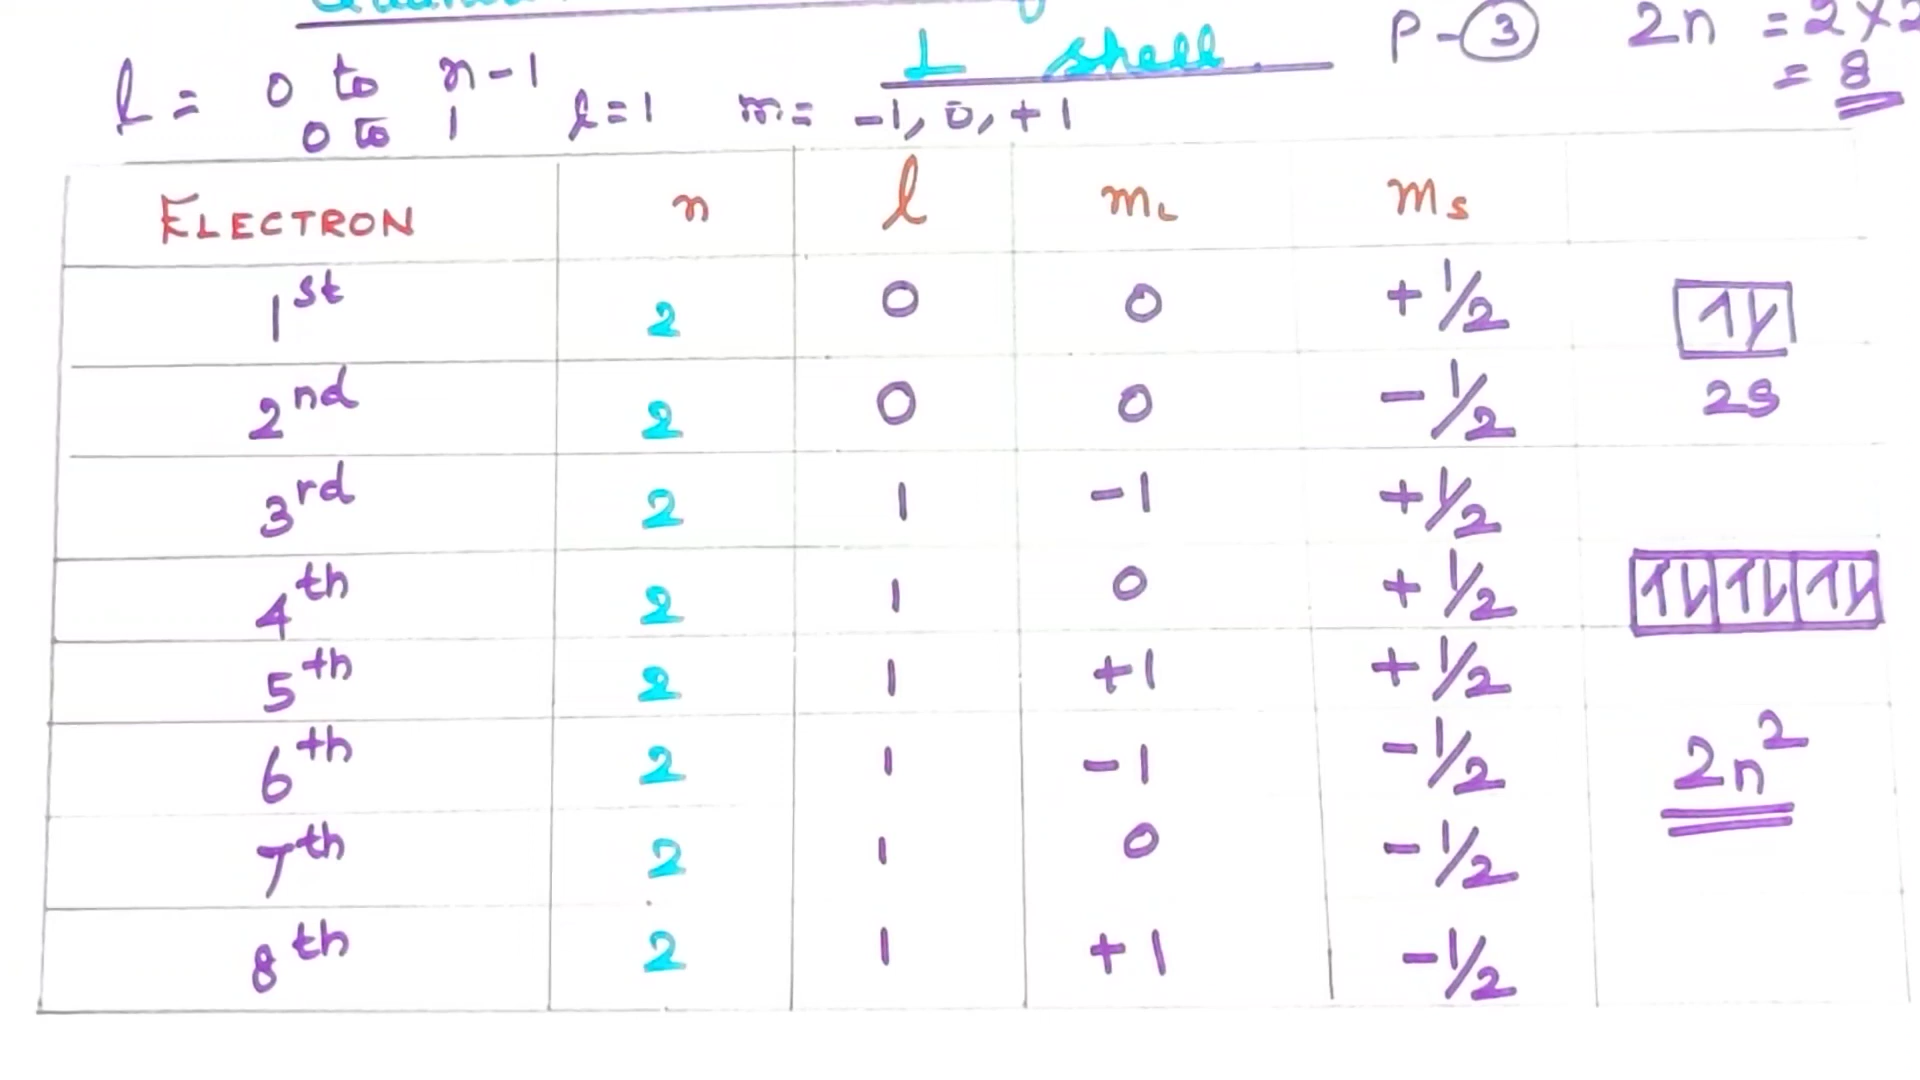 L shell
P-3 2n = 2×2
= 8
l = 0 to n-1
0 to 1 l=1 m= -1, 0, +1
ELECTRON n l mL ms
1st 2 0 0 +1/2
2nd 2 0 0 -1/2
2s
3rd 2 1 -1 +1/2
4th 2 1 0 +1/2
5th 2 1 +1 +1/2
6th 2 1 -1 -1/2
2n²
7th 2 1 0 -1/2
8th 2 1 +1 -1/2